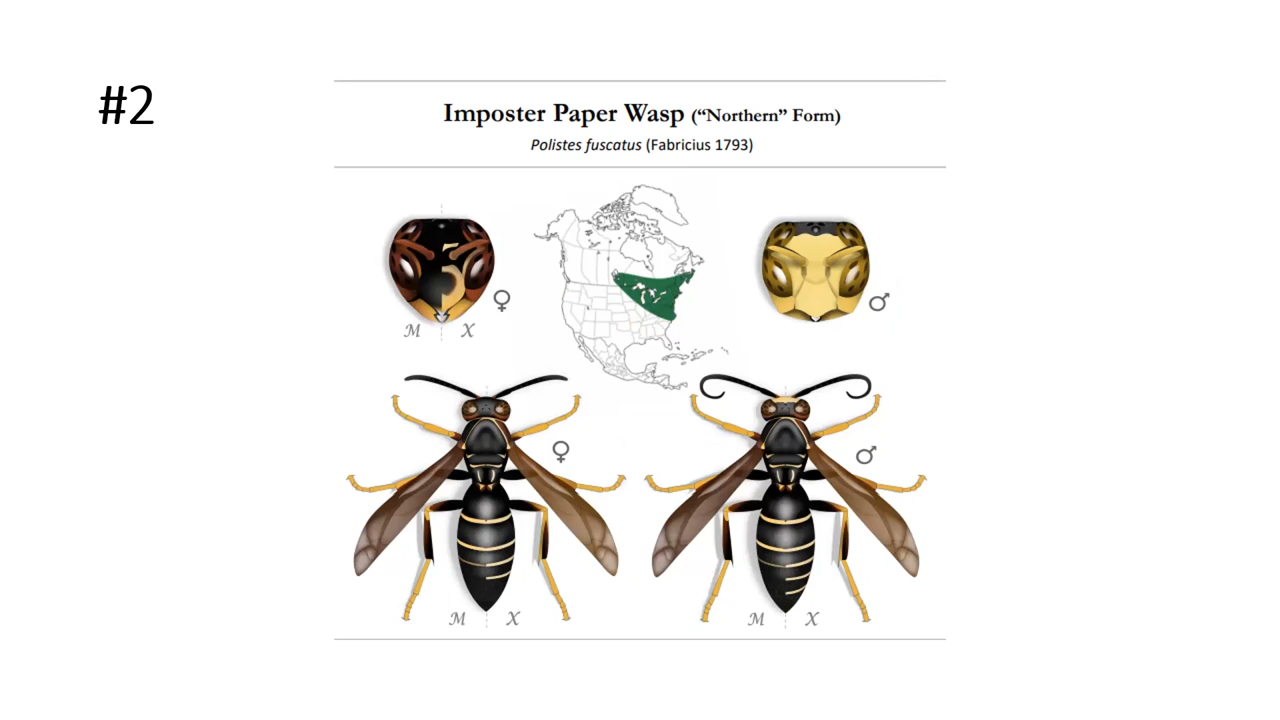 #2
Imposter Paper Wasp (“Northern” Form)
Polistes fuscatus (Fabricius 1793)
♀
♂
M X
♀
♂
M X
M X